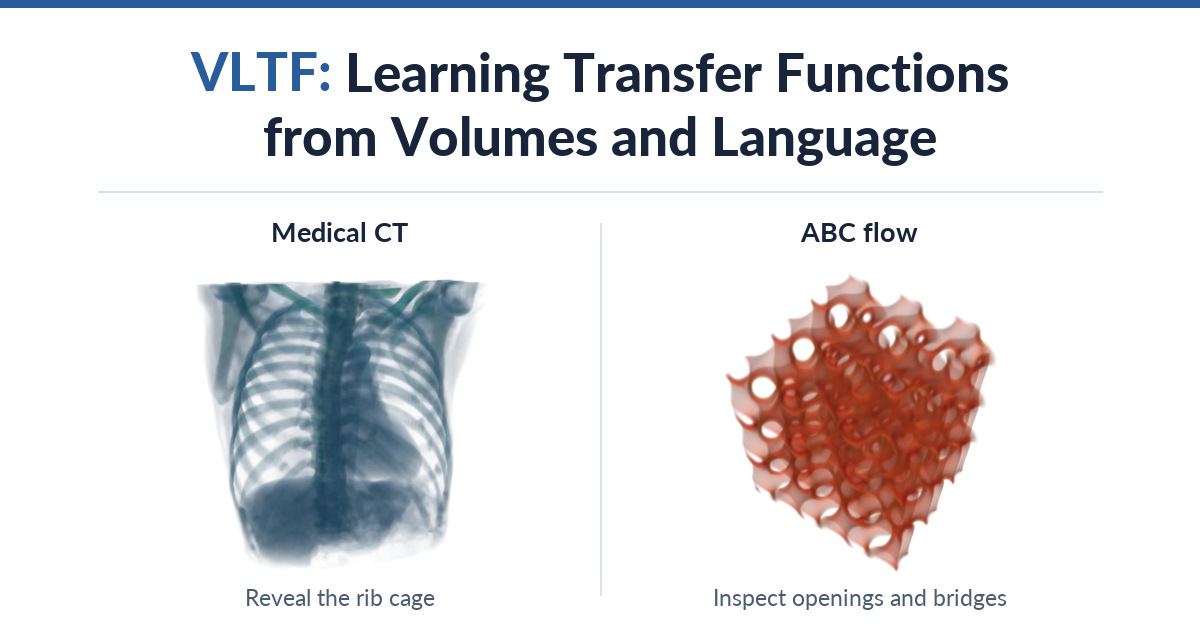 VLTF: Learning Transfer Functions
from Volumes and Language
Medical CT
ABC flow
Reveal the rib cage
Inspect openings and bridges